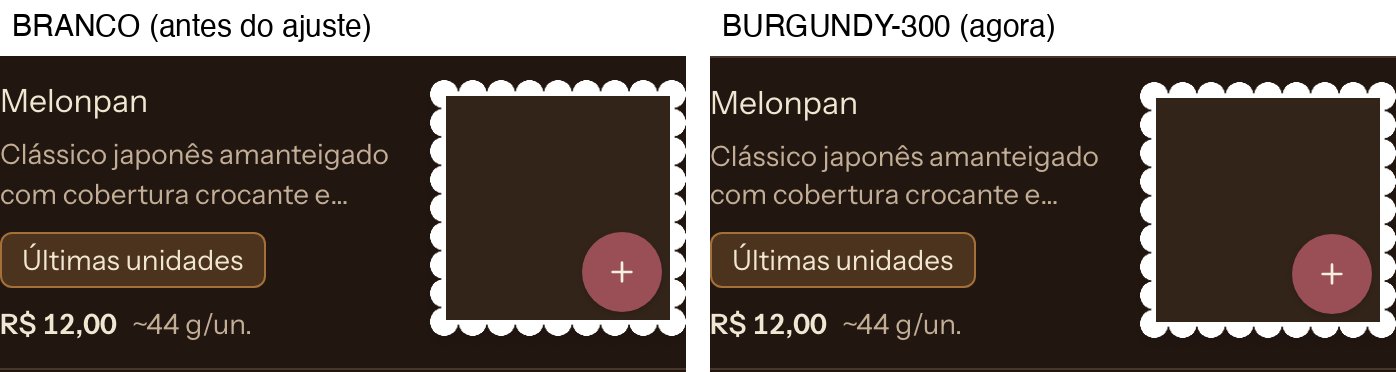 BRANCO (antes do ajuste)
Melonpan
Clássico japonês amanteigado
com cobertura crocante e...
Últimas unidades
R$ 12,00 ~44 g/un.
+
BURGUNDY-300 (agora)
Melonpan
Clássico japonês amanteigado
com cobertura crocante e...
Últimas unidades
R$ 12,00 ~44 g/un.
+